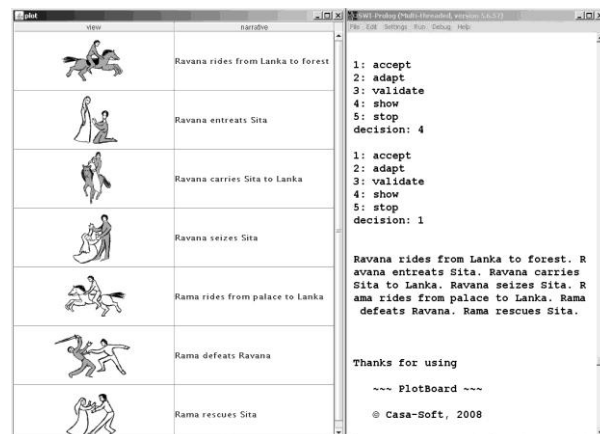 plot
view narrative
Ravana rides from Lanka to forest
Ravana entreats Sita
Ravana carries Sita to Lanka
Ravana seizes Sita
Rama rides from palace to Lanka
Rama defeats Ravana
Rama rescues Sita
SWI-Prolog (Multi-threaded, version 5.6.52)
File Edit Settings Run Debug Help
1: accept
2: adapt
3: validate
4: show
5: stop
decision: 4
1: accept
2: adapt
3: validate
4: show
5: stop
decision: 1
Ravana rides from Lanka to forest. R
avana entreats Sita. Ravana carries
Sita to Lanka. Ravana seizes Sita. R
ama rides from palace to Lanka. Rama
defeats Ravana. Rama rescues Sita.
Thanks for using
~~~ PlotBoard ~~~
© Casa-Soft, 2008